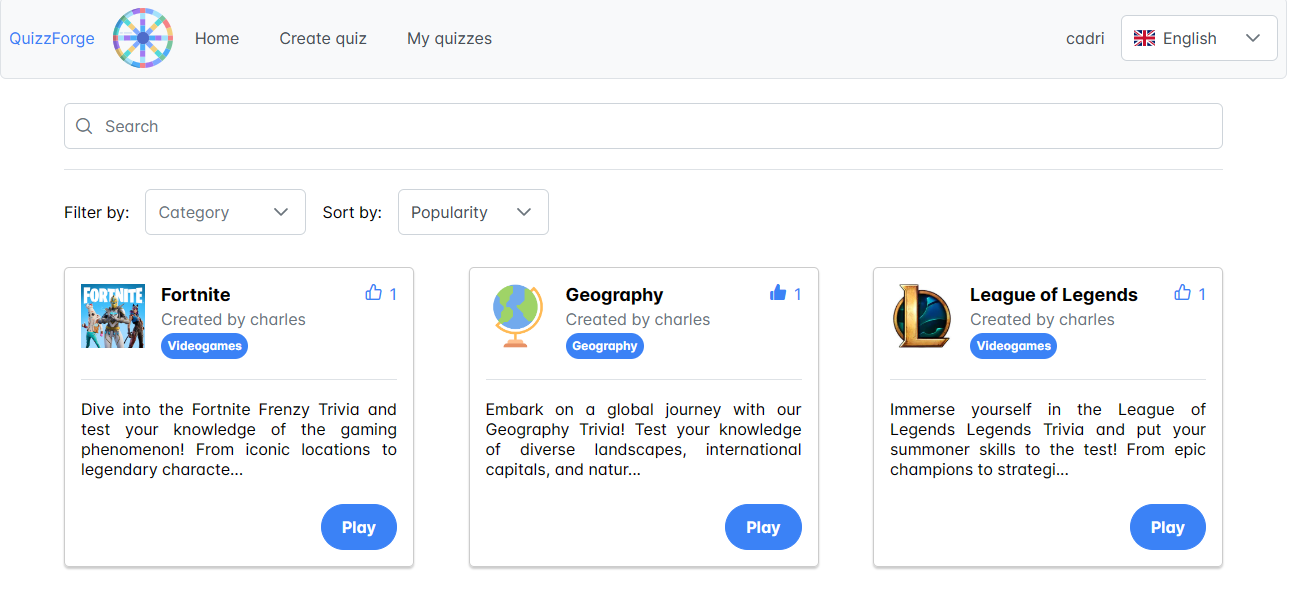 QuizzForge Home Create quiz My quizzes cadri English
Search
Filter by: Category Sort by: Popularity
FORTNITE
Fortnite 1
Created by charles
Videogames
Dive into the Fortnite Frenzy Trivia and
test your knowledge of the gaming
phenomenon! From iconic locations to
legendary characte...
Play
Geography 1
Created by charles
Geography
Embark on a global journey with our
Geography Trivia! Test your knowledge
of diverse landscapes, international
capitals, and natur...
Play
L
League of Legends 1
Created by charles
Videogames
Immerse yourself in the League of
Legends Legends Trivia and put your
summoner skills to the test! From epic
champions to strategi...
Play